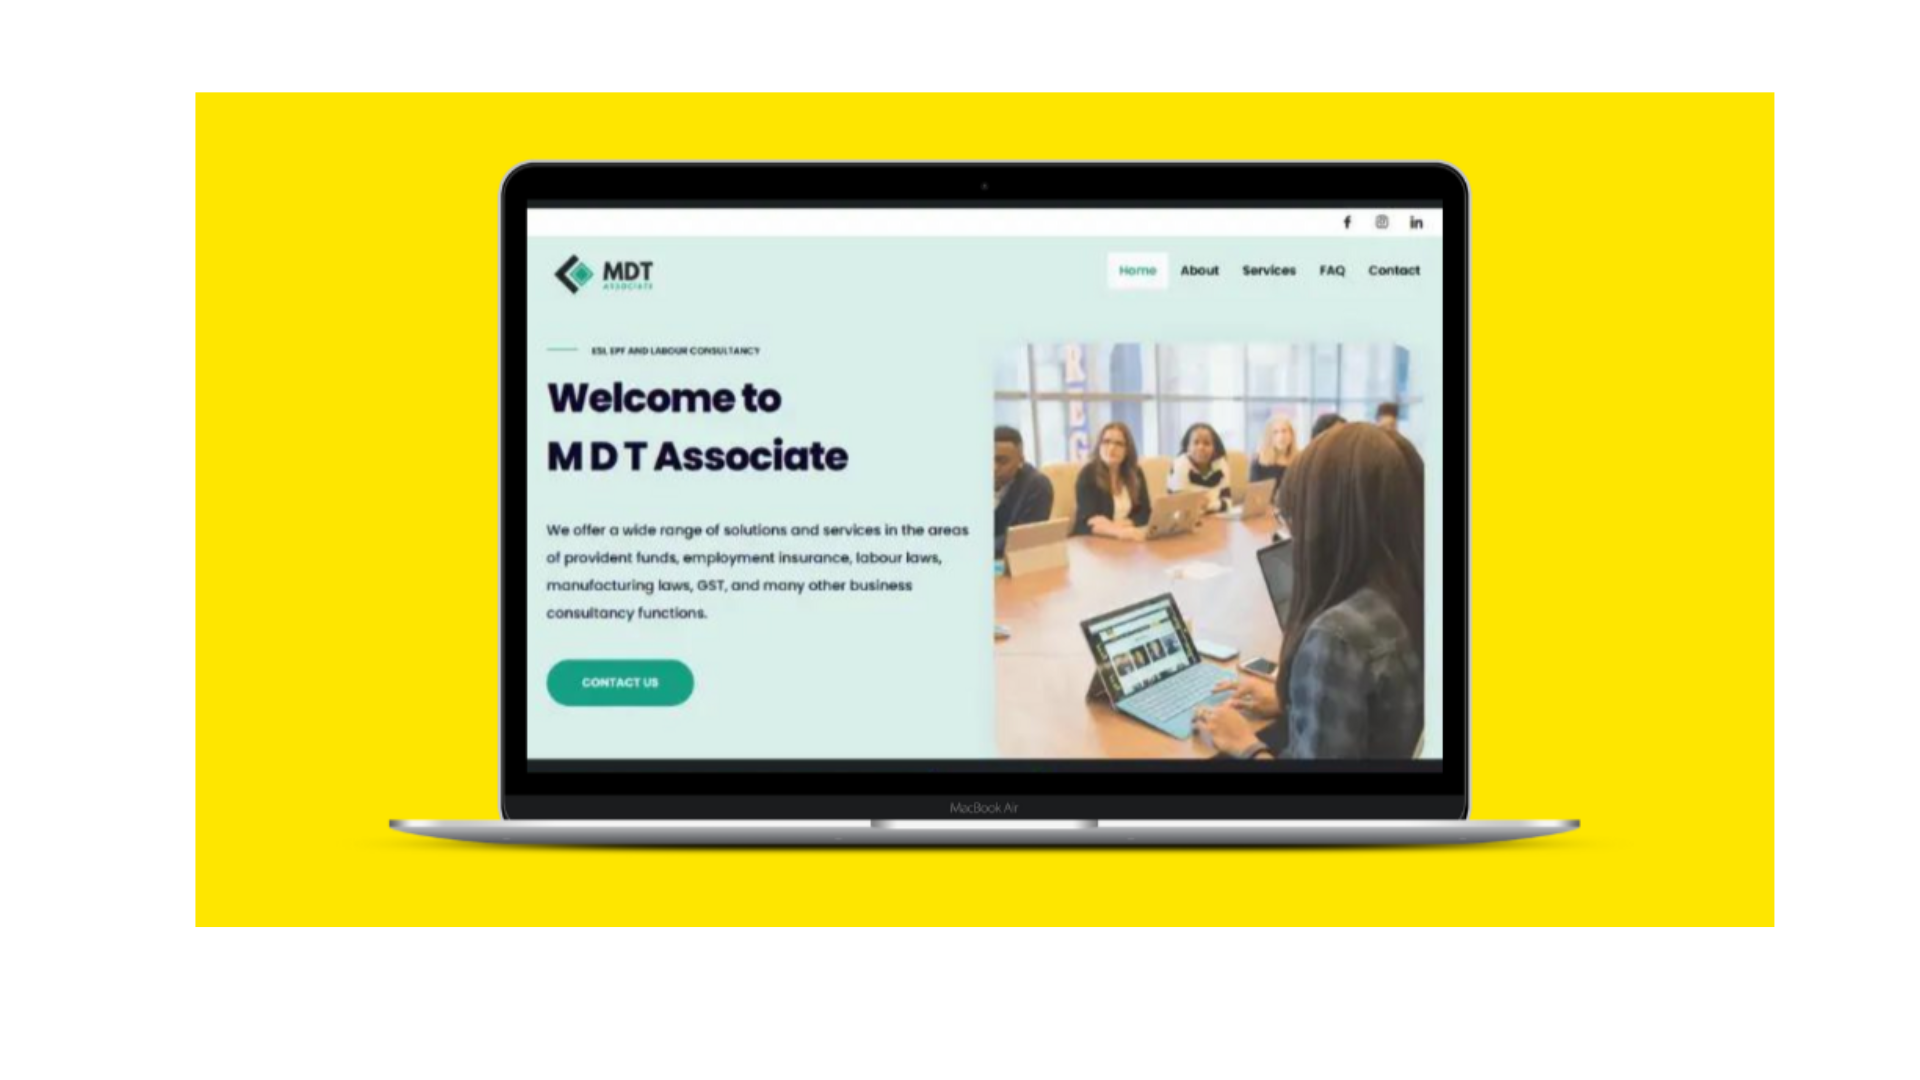 f in
MDT
ASSOCIATE
Home About Services FAQ Contact
ESI, EPF AND LABOUR CONSULTANCY
Welcome to
M D T Associate
We offer a wide range of solutions and services in the areas
of provident funds, employment insurance, labour laws,
manufacturing laws, GST, and many other business
consultancy functions.
CONTACT US
MacBook Air